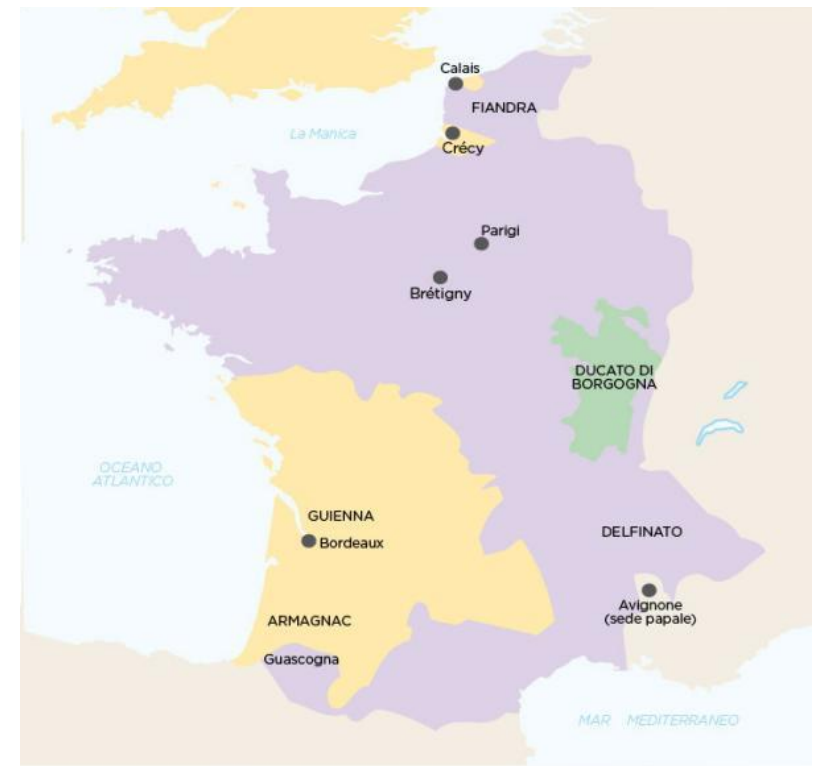 Calais
FIANDRA
La Manica
Crécy
Parigi
Brétigny
DUCATO DI
BORGOGNA
OCEANO
ATLANTICO
GUIENNA
Bordeaux
DELFINATO
Avignone
(sede papale)
ARMAGNAC
Guascogna
MAR MEDITERRANEO